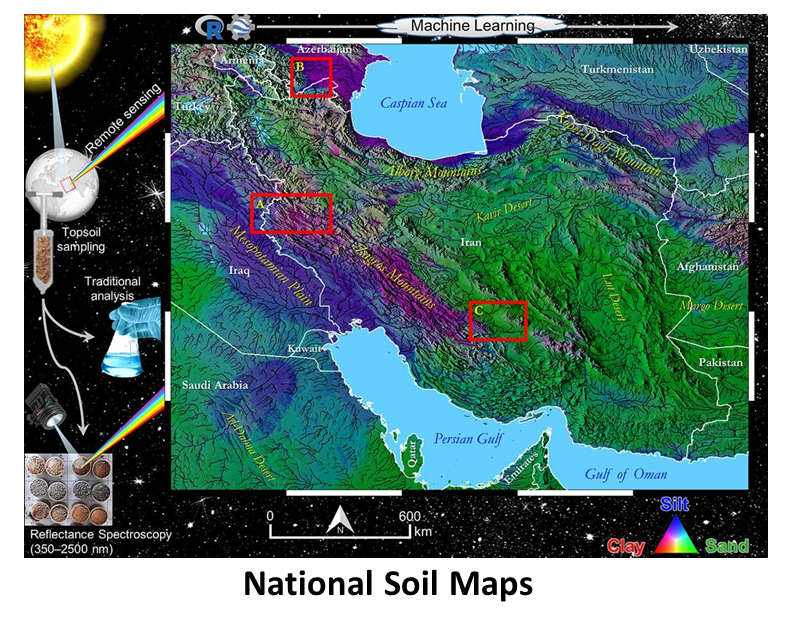 R
Machine Learning
Azerbaijan
Armenia
B
Uzbekistan
Turkmenistan
Caspian Sea
Turkey
Remote sensing
Kopet Dagh Mountain
Alborz Mountains
A
Kavir Desert
Topsoil
sampling
Iran
Mesopotamian Plain
Zagros Mountains
Afghanistan
Iraq
Traditional
analysis
Lut Desert
Margo Desert
C
Kuwait
Pakistan
Saudi Arabia
Persian Gulf
Ad-Dahna Desert
Qatar
Emirates
Gulf of Oman
Silt
0
600
N
km
Reflectance Spectroscopy
(350–2500 nm)
Clay
Sand
National Soil Maps